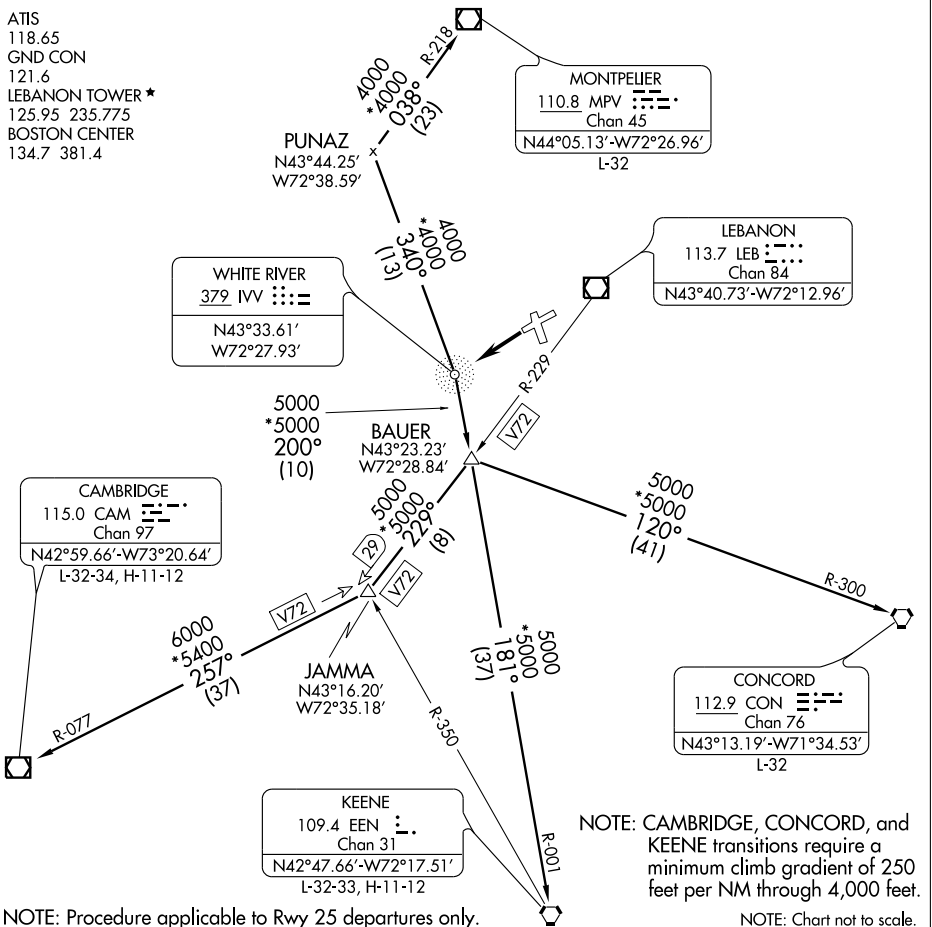 ATIS
118.65
GND CON
121.6
LEBANON TOWER ★
125.95 235.775
BOSTON CENTER
134.7 381.4
R-218
4000
*4000
038°
(23)
MONTPELIER
110.8 MPV
Chan 45
N44°05.13′-W72°26.96′
L-32
PUNAZ
N43°44.25′
W72°38.59′
x
4000
*4000
340°
(13)
LEBANON
113.7 LEB
Chan 84
N43°40.73′-W72°12.96′
WHITE RIVER
379 IVV
N43°33.61′
W72°27.93′
R-229
V72
5000
*5000
200°
(10)
BAUER
N43°23.23′
W72°28.84′
5000
*5000
229°
(8)
5000
*5000
120°
(41)
R-300
CAMBRIDGE
115.0 CAM
Chan 97
N42°59.66′-W73°20.64′
L-32-34, H-11-12
29
V72
V72
6000
*5400
257°
(37)
R-077
JAMMA
N43°16.20′
W72°35.18′
5000
*5000
181°
(37)
R-350
R-001
CONCORD
112.9 CON
Chan 76
N43°13.19′-W71°34.53′
L-32
KEENE
109.4 EEN
Chan 31
N42°47.66′-W72°17.51′
L-32-33, H-11-12
NOTE: CAMBRIDGE, CONCORD, and
KEENE transitions require a
minimum climb gradient of 250
feet per NM through 4,000 feet.
NOTE: Procedure applicable to Rwy 25 departures only.
NOTE: Chart not to scale.